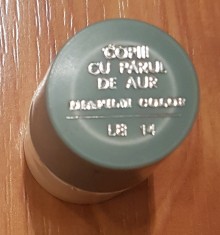 COPIII
CU PĂRUL
DE AUR
DIAFILM COLOR
LB 14